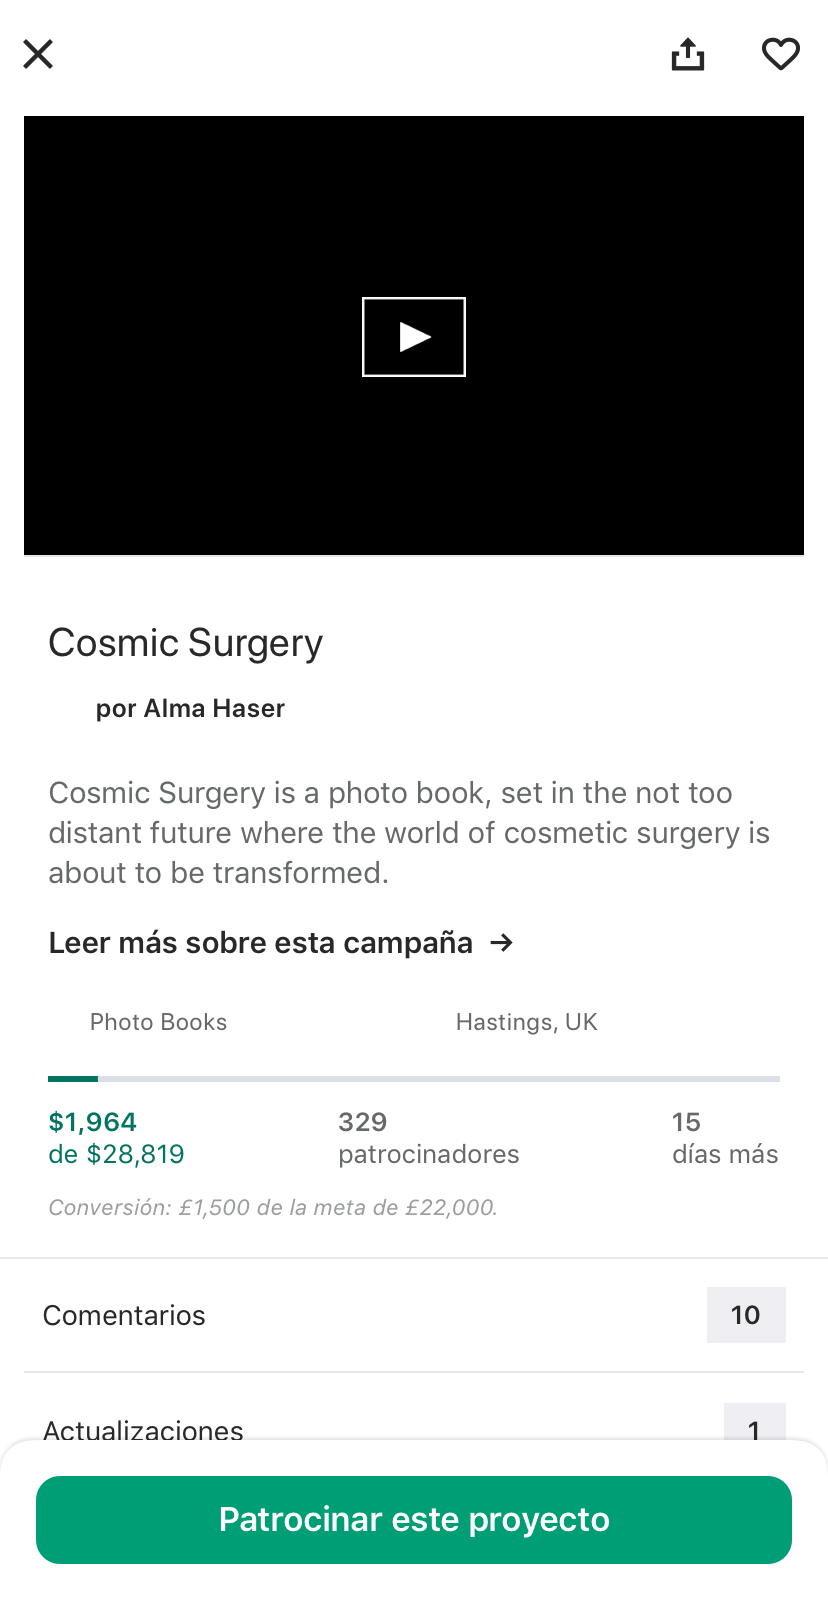 Cosmic Surgery
por Alma Haser
Cosmic Surgery is a photo book, set in the not too
distant future where the world of cosmetic surgery is
about to be transformed.
Leer más sobre esta campaña →
Photo Books
Hastings, UK
$1,964
de $28,819
329
patrocinadores
15
días más
Conversión: £1,500 de la meta de £22,000.
Comentarios
10
Actualizaciones
1
Patrocinar este proyecto